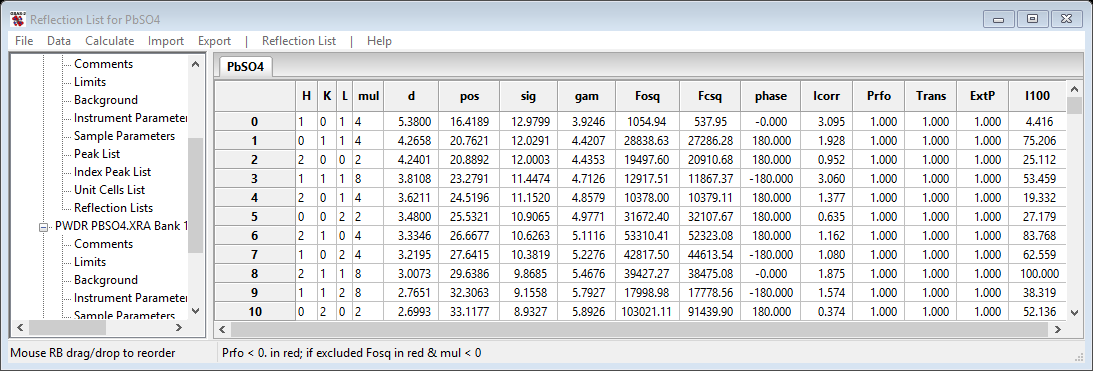 Reflection List for PbSO4
File Data Calculate Import Export | Reflection List | Help
Comments
Limits
Background
Instrument Parameter
Sample Parameters
Peak List
Index Peak List
Unit Cells List
Reflection Lists
PWDR PBSO4.XRA Bank 1
Comments
Limits
Background
Instrument Parameter
Sample Parameters
PbSO4
H K L mul d pos sig gam Fosq Fcsq phase Icorr Prfo Trans ExtP I100
0 1 0 1 4 5.3800 16.4189 12.9799 3.9246 1054.94 537.95 -0.000 3.095 1.000 1.000 1.000 4.416
1 0 1 1 4 4.2658 20.7621 12.0291 4.4207 28838.63 27286.28 180.000 1.928 1.000 1.000 1.000 75.206
2 2 0 0 2 4.2401 20.8892 12.0003 4.4353 19497.60 20910.68 180.000 0.952 1.000 1.000 1.000 25.112
3 1 1 1 8 3.8108 23.2791 11.4474 4.7126 12917.51 11867.37 -180.000 3.060 1.000 1.000 1.000 53.459
4 2 0 1 4 3.6211 24.5196 11.1520 4.8579 10378.00 10379.11 180.000 1.377 1.000 1.000 1.000 19.332
5 0 0 2 2 3.4800 25.5321 10.9065 4.9771 31672.40 32107.67 180.000 0.635 1.000 1.000 1.000 27.179
6 2 1 0 4 3.3346 26.6677 10.6263 5.1116 53310.41 52323.08 180.000 1.162 1.000 1.000 1.000 83.768
7 1 0 2 4 3.2195 27.6415 10.3819 5.2276 42817.50 44613.54 -180.000 1.080 1.000 1.000 1.000 62.559
8 2 1 1 8 3.0073 29.6386 9.8685 5.4676 39427.27 38475.08 -0.000 1.875 1.000 1.000 1.000 100.000
9 1 1 2 8 2.7651 32.3063 9.1558 5.7927 17998.98 17778.56 -180.000 1.574 1.000 1.000 1.000 38.319
10 0 2 0 2 2.6993 33.1177 8.9327 5.8926 103021.11 91439.90 180.000 0.374 1.000 1.000 1.000 52.136
Mouse RB drag/drop to reorder
Prfo < 0. in red; if excluded Fosq in red & mul < 0